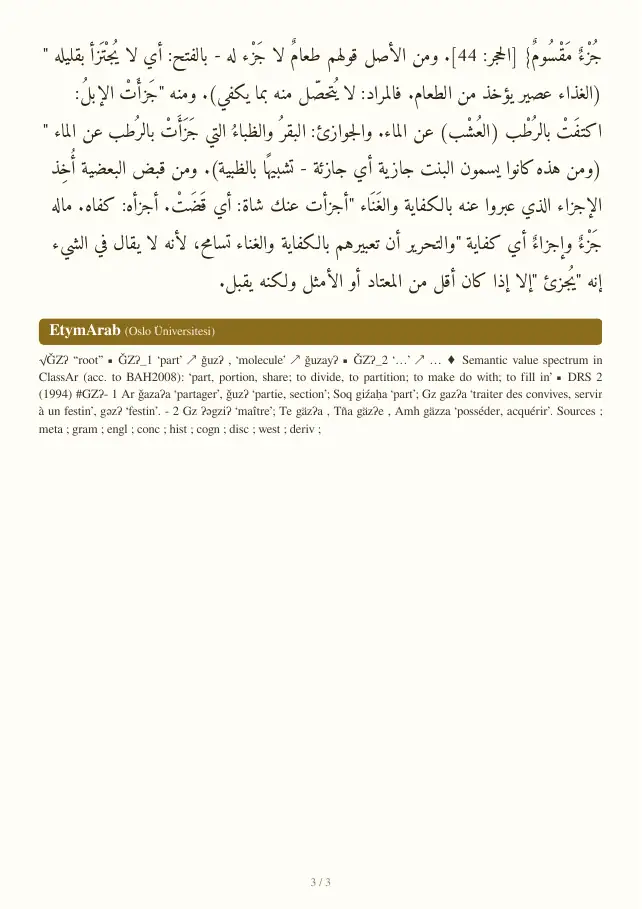 جُزْءٌ مَقْسُومٌ} [الحجر: 44]. ومن الأصل قولهم طعامٌ لا جَزْء له - بالفتح: أي لا يُجْتَزأ بقليله "
(الغذاء عصير يؤخذ من الطعام. فالمراد: لا يُتَحصّل منه بما يكفي). ومنه "جَزأَتْ الإبلُ:
اكتفَتْ بالرُطْب (العُشْب) عن الماء. والجوازئ: البقرُ والظباءُ التي جَزَأَتْ بالرُطب عن الماء "
(ومن هذه كانوا يسمون البنت جازية أي جازئة - تشبيهًا بالظبية). ومن قبض البعضية أُخِذ
الإجزاء الذي عبروا عنه بالكفاية والغَنَاء "أجزأت عنك شاة: أي قَضَتْ. أجزأه: كفاه. ماله
جَزْءٌ وإجزاءٌ أي كفاية "والتحرير أن تعبيرهم بالكفاية والغناء تسامح، لأنه لا يقال في الشيء
إنه "يُجزئ "إلا إذا كان أقل من المعتاد أو الأمثل ولكنه يقبل.
EtymArab (Oslo Üniversitesi)
√ǦZʔ “root” ▪ ǦZʔ_1 ‘part’ ↗ ǧuzʔ , ‘molecule’ ↗ ǧuzayʔ ▪ ǦZʔ_2 ‘…’ ↗ … ♦ Semantic value spectrum in
ClassAr (acc. to BAH2008): ‘part, portion, share; to divide, to partition; to make do with; to fill in’ ▪ DRS 2
(1994) #GZʔ- 1 Ar ǧazaʔa ‘partager’, ǧuzʔ ‘partie, section’; Soq giźaḥa ‘part’; Gz gazʔa ‘traiter des convives, servir
à un festin’, gəzʔ ‘festin’. - 2 Gz ʔəgziʔ ‘maître’; Te gäzʔa , Tña gäzʔe , Amh gäzza ‘posséder, acquérir’. Sources ;
meta ; gram ; engl ; conc ; hist ; cogn ; disc ; west ; deriv ;
3 / 3